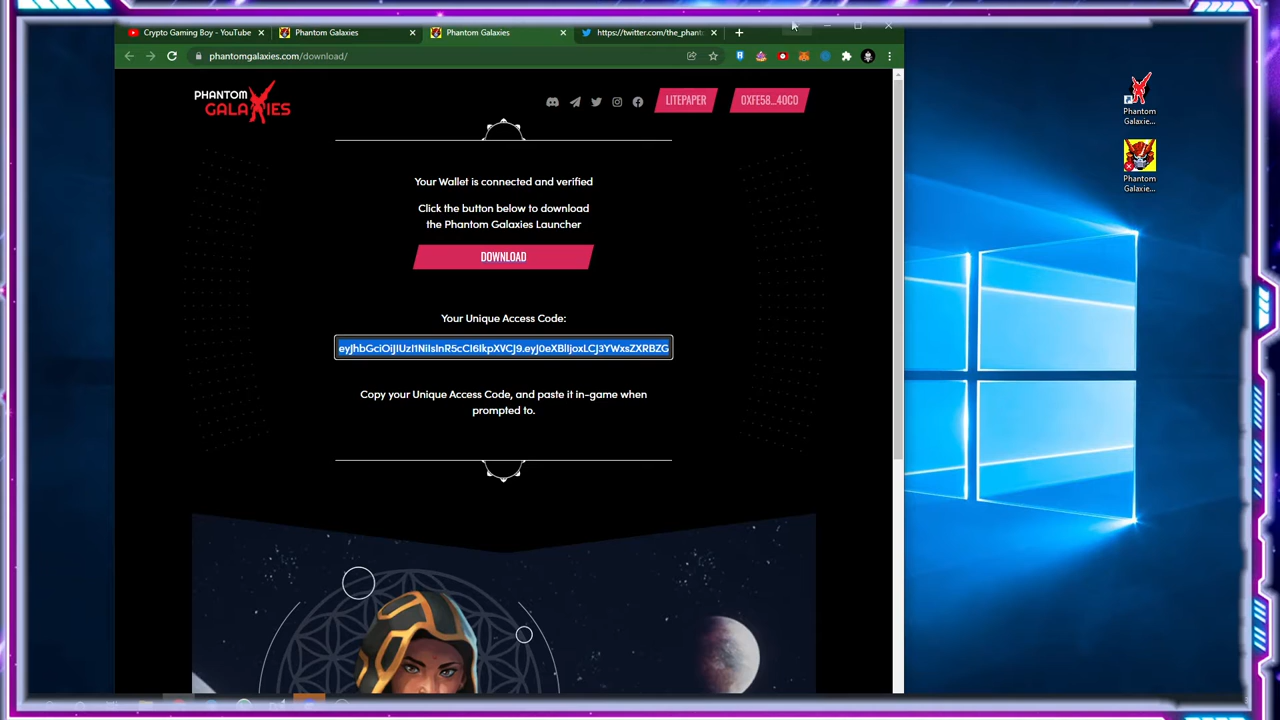 Crypto Gaming Boy - YouTube
Phantom Galaxies
Phantom Galaxies
https://twitter.com/the_phant
phantomgalaxies.com/download/
PHANTOM
GALAXIES
LITEPAPER
0XFE58...40C0
Your Wallet is connected and verified
Click the button below to download
the Phantom Galaxies Launcher
DOWNLOAD
Your Unique Access Code:
Copy your Unique Access Code, and paste it in-game when
prompted to.
Phantom
Galaxie...
Phantom
Galaxie...